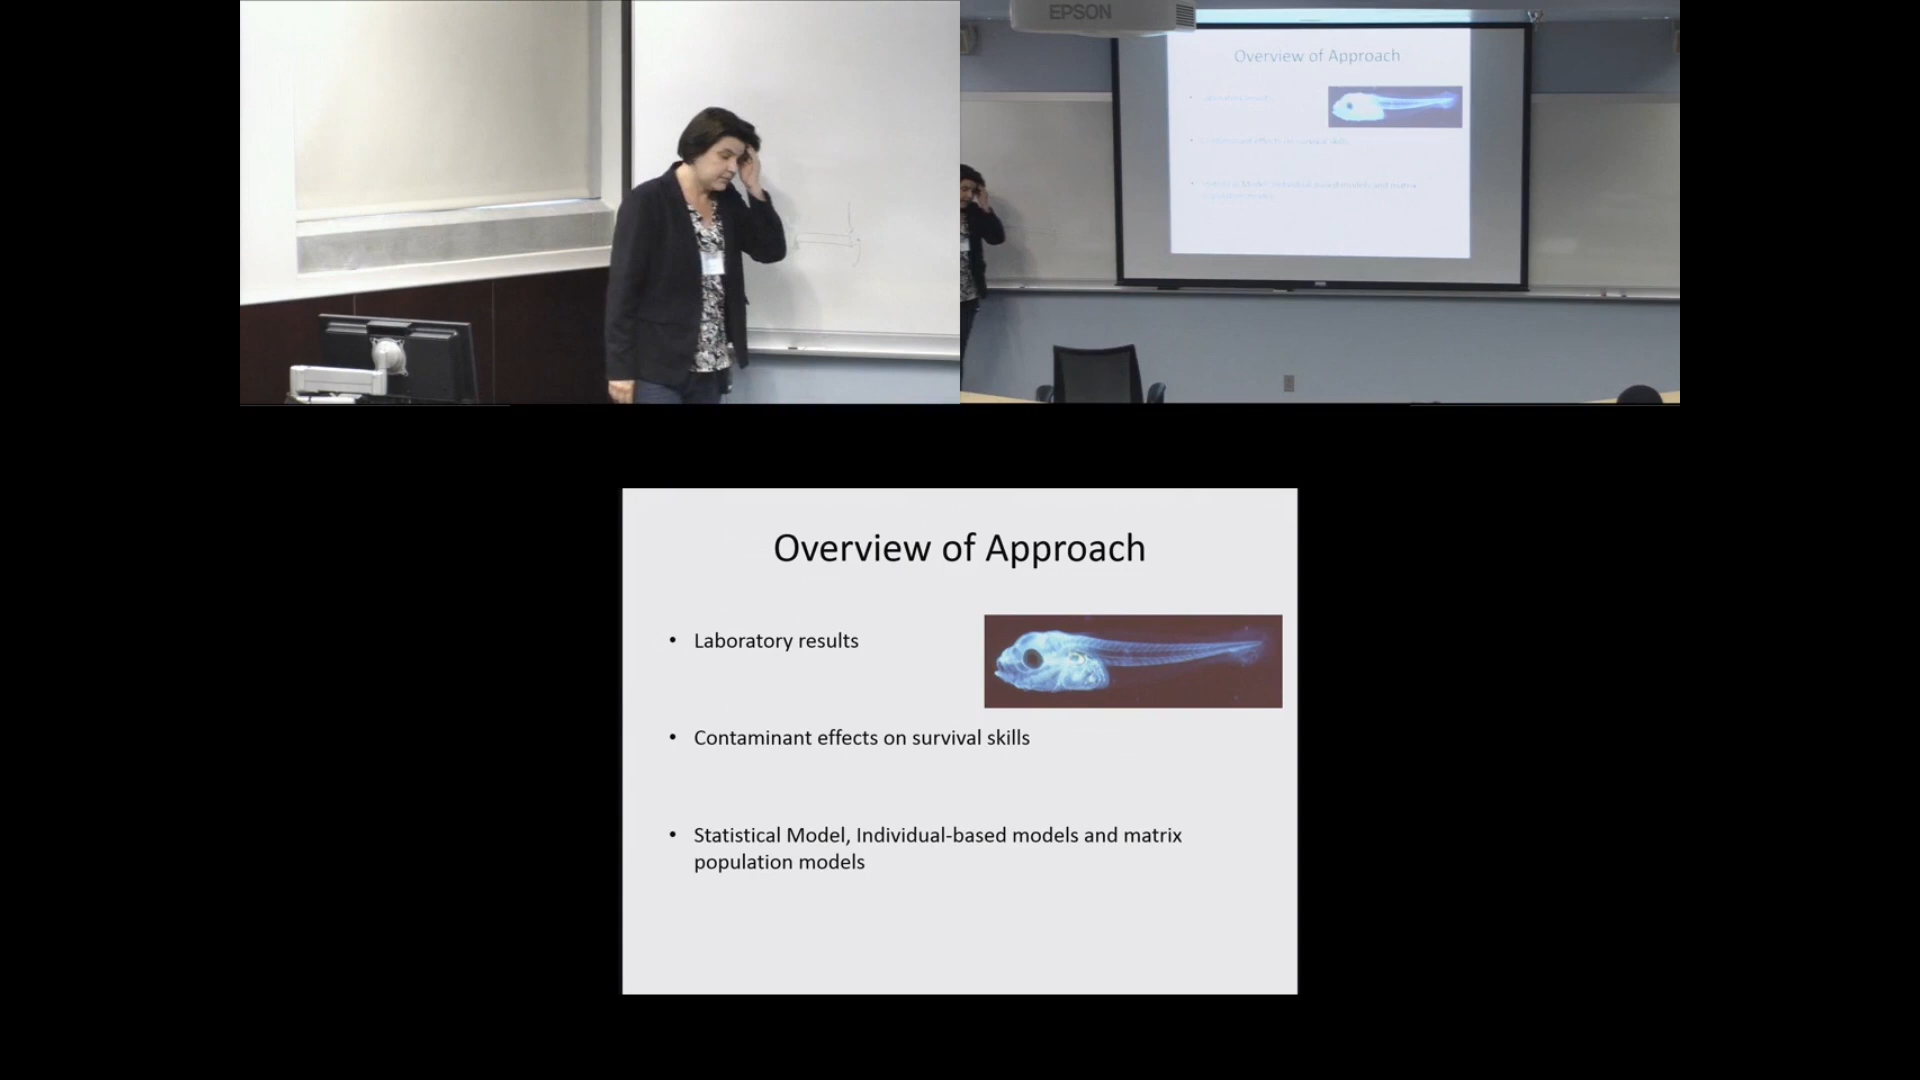 EPSON
Overview of Approach
Overview of Approach
• Laboratory results
• Contaminant effects on survival skills
• Statistical Model, Individual-based models and matrix
population models